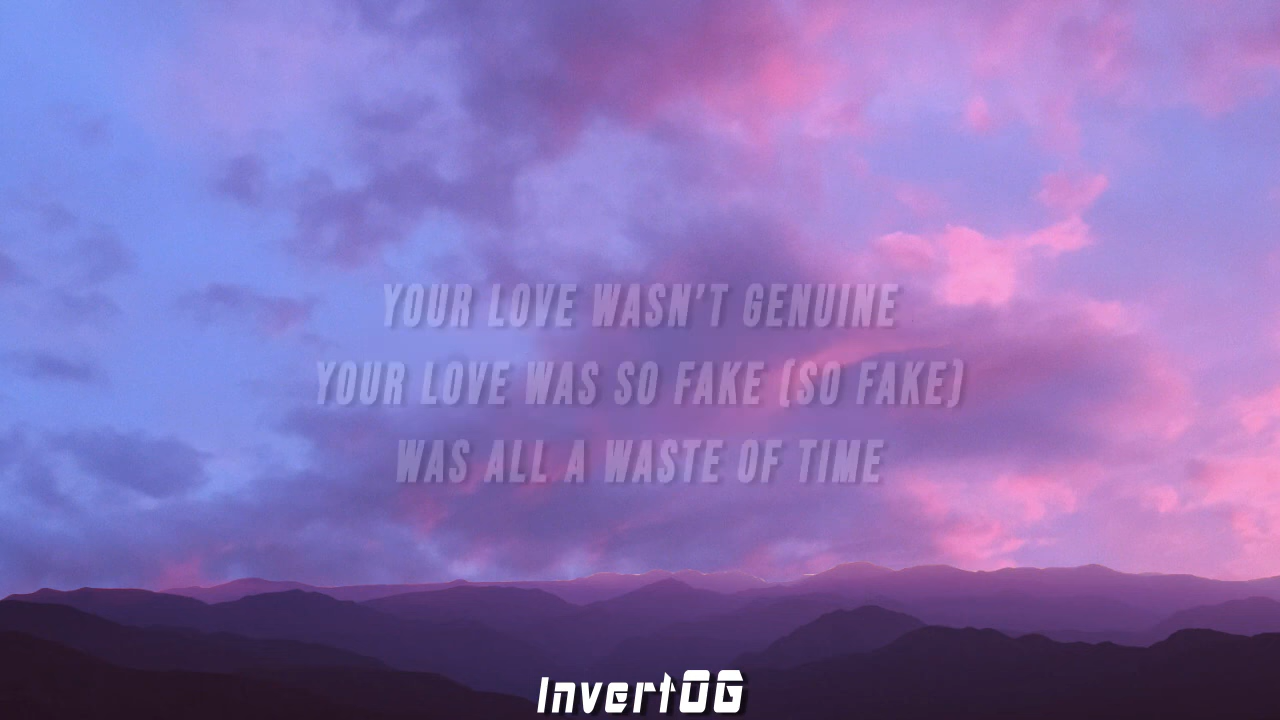 YOUR LOVE WASN'T GENUINE
YOUR LOVE WAS SO FAKE (SO FAKE)
WAS ALL A WASTE OF TIME
InvertOG